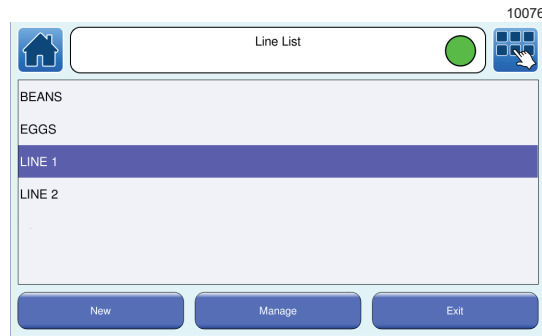 10076
Line List
BEANS
EGGS
LINE 1
LINE 2
New
Manage
Exit